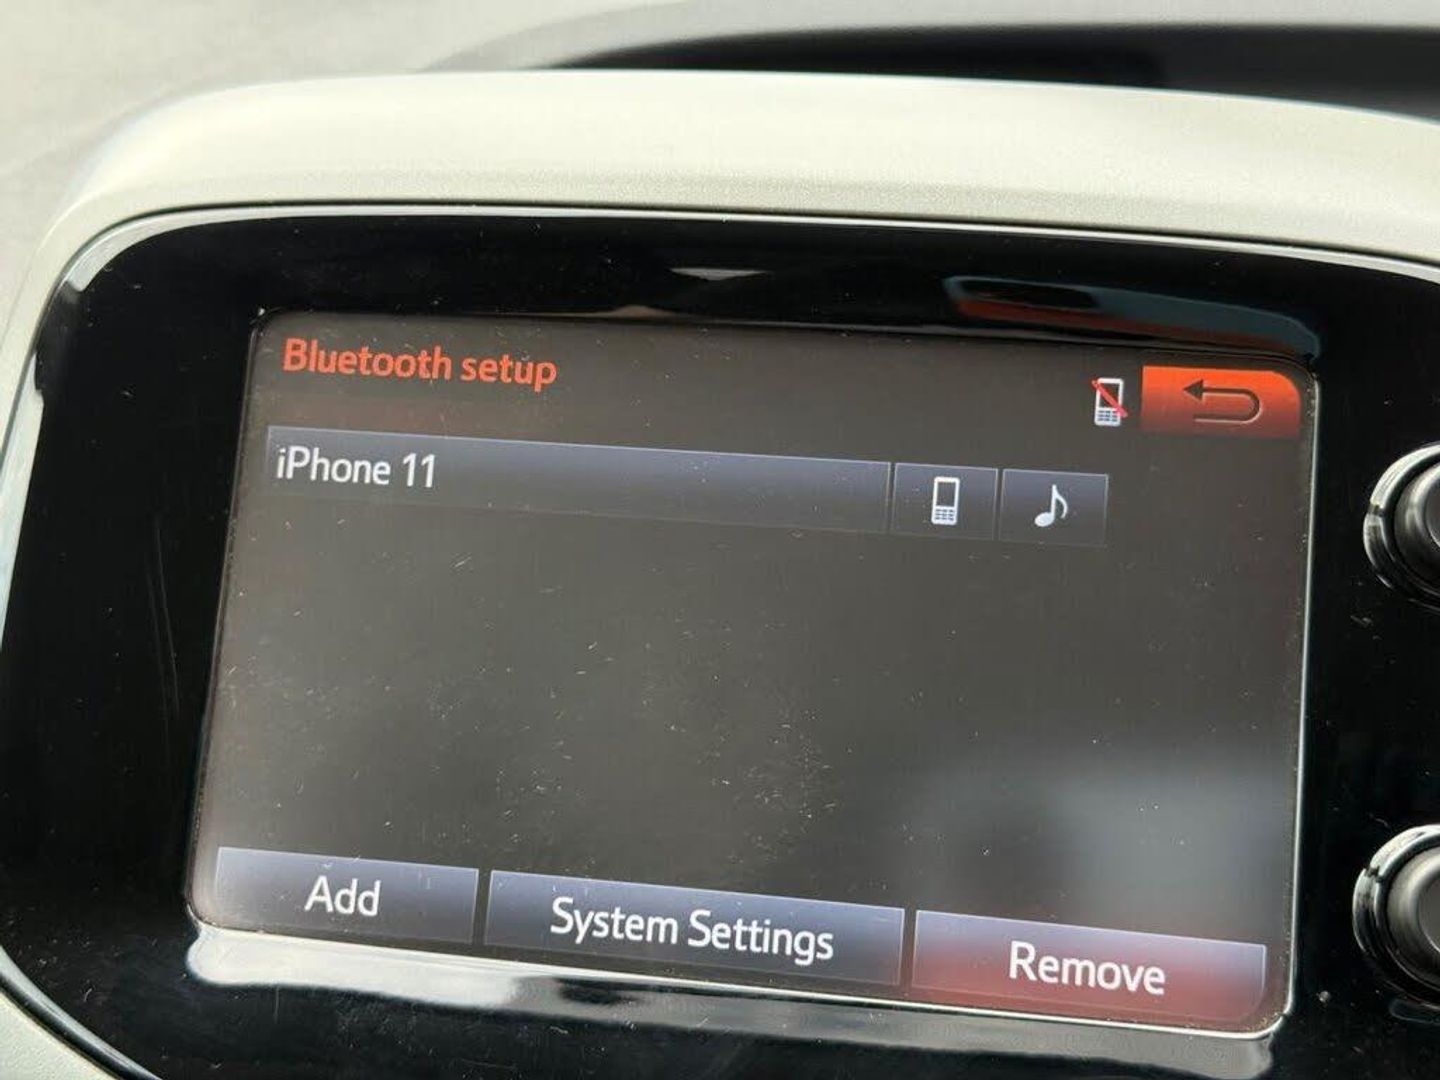 Bluetooth setup
iPhone 11
Add
System Settings
Remove